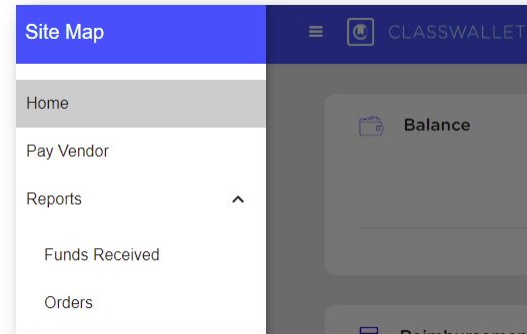 Site Map
CLASSWALLET
Home
Balance
Pay Vendor
Reports
Funds Received
Orders